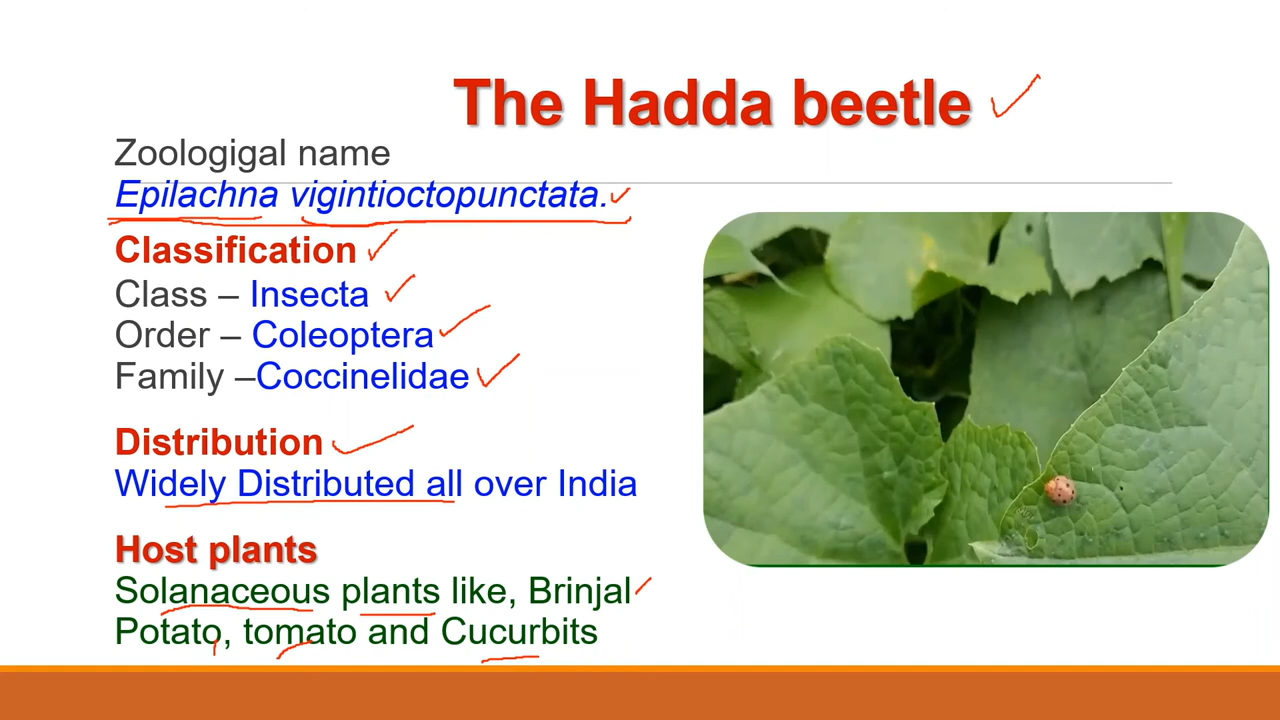 The Hadda beetle
Zoologigal name
Epilachna vigintioctopunctata.
Classification
Class – Insecta
Order – Coleoptera
Family –Coccinelidae
Distribution
Widely Distributed all over India
Host plants
Solanaceous plants like, Brinjal
Potato, tomato and Cucurbits